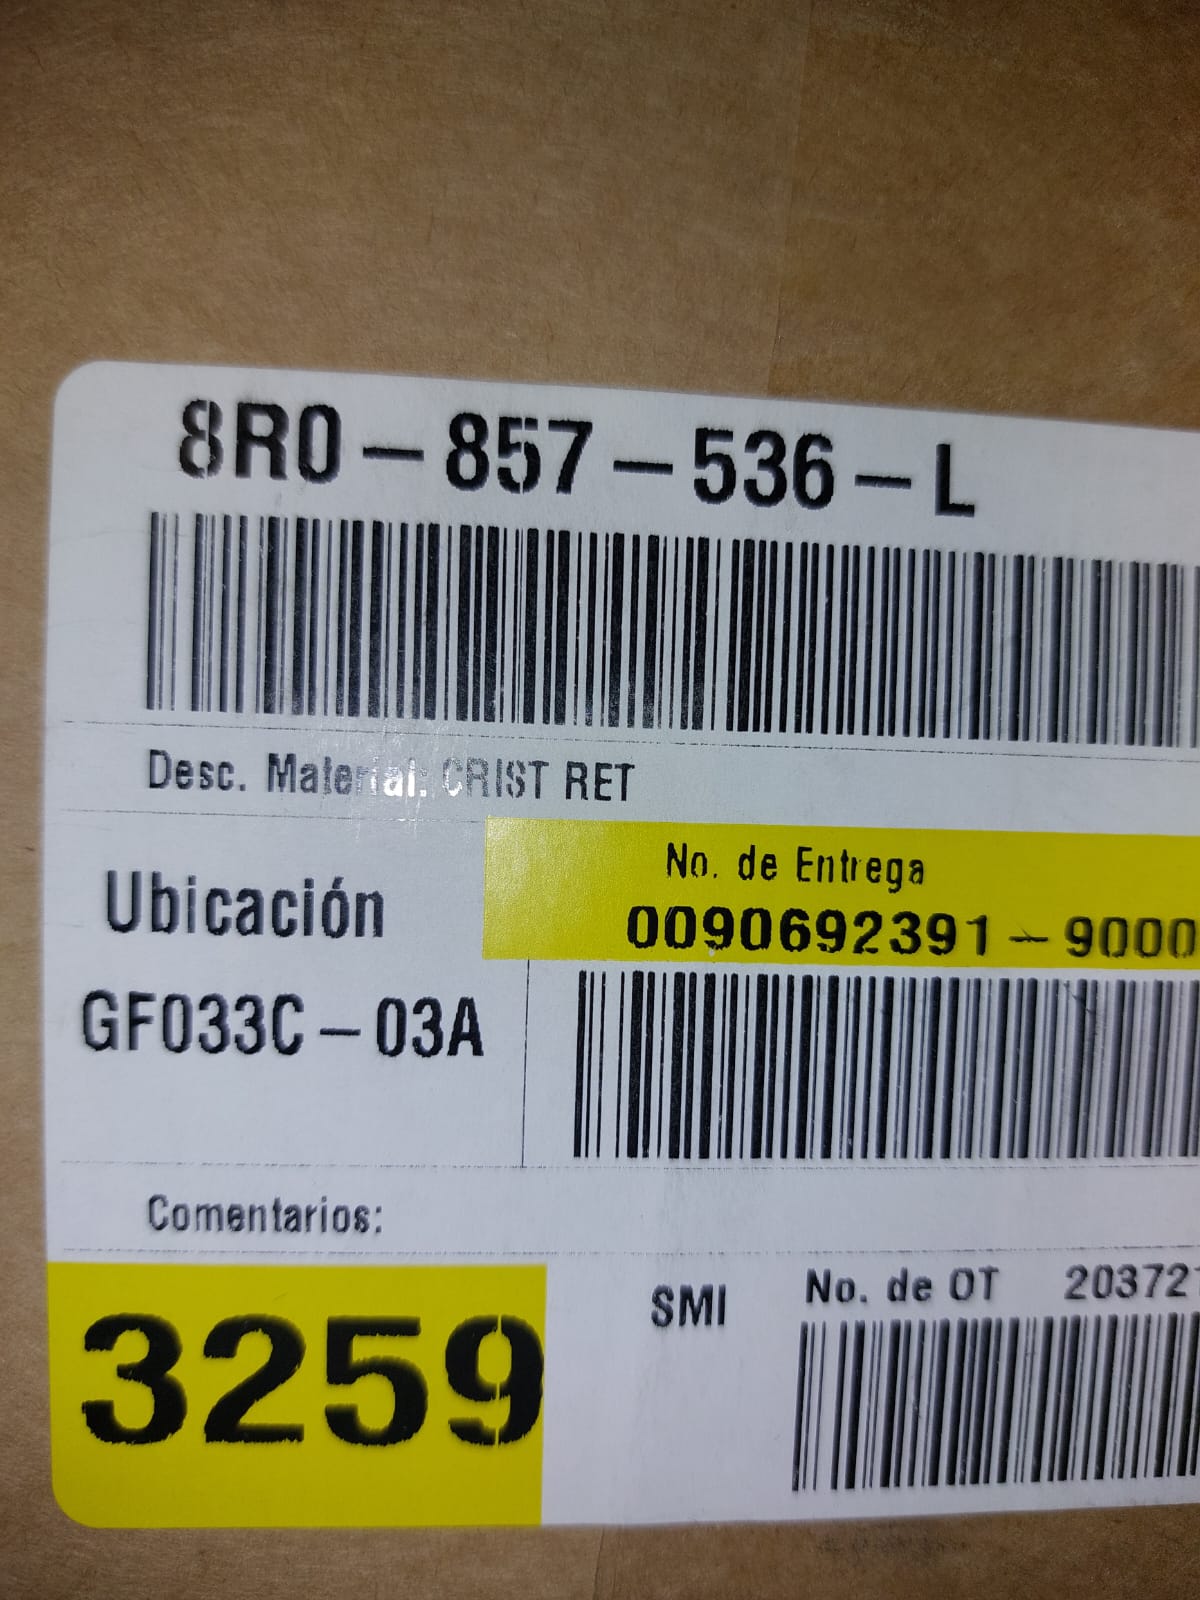 8R0-857-536-L
Desc. Material: CRIST RET
No. de Entrega
0090692391-9000
Ubicación
GF033C-03A
Comentarios:
3259
SMI
No. de OT 20372